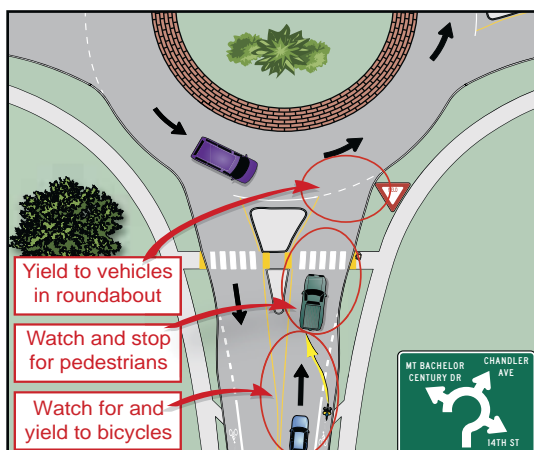 Yield to vehicles
in roundabout
Watch and stop
for pedestrians
Watch for and
yield to bicycles
YIELD
MT BACHELOR
CENTURY DR
CHANDLER
AVE
14TH ST